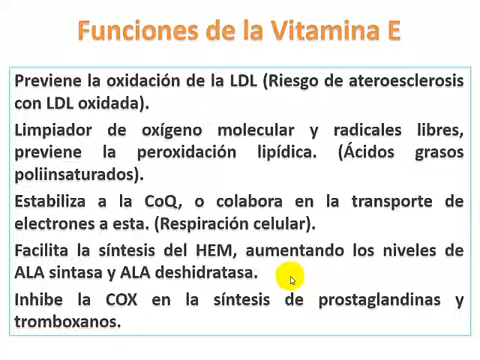 Funciones de la Vitamina E
Previene la oxidación de la LDL (Riesgo de ateroesclerosis
con LDL oxidada).
Limpiador de oxígeno molecular y radicales libres,
previene la peroxidación lipídica. (Ácidos grasos
poliinsaturados).
Estabiliza a la CoQ, o colabora en la transporte de
electrones a esta. (Respiración celular).
Facilita la síntesis del HEM, aumentando los niveles de
ALA sintasa y ALA deshidratasa.
Inhibe la COX en la síntesis de prostaglandinas y
tromboxanos.